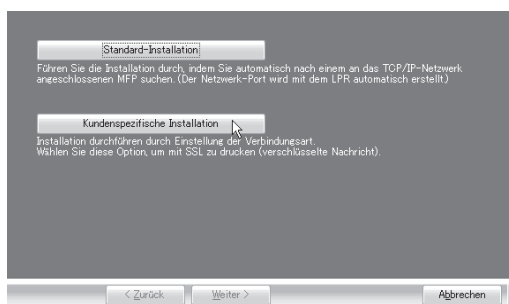 Standard-Installation
Führen Sie die Installation durch, indem Sie automatisch nach einem an das TCP/IP-Netzwerk
angeschlossenen MFP suchen. (Der Netzwerk-Port wird mit dem LPR automatisch erstellt.)
Kundenspezifische Installation
Installation durchführen durch Einstellung der Verbindungsart.
Wählen Sie diese Option, um mit SSL zu drucken (verschlüsselte Nachricht).
< Zurück
Weiter >
Abbrechen